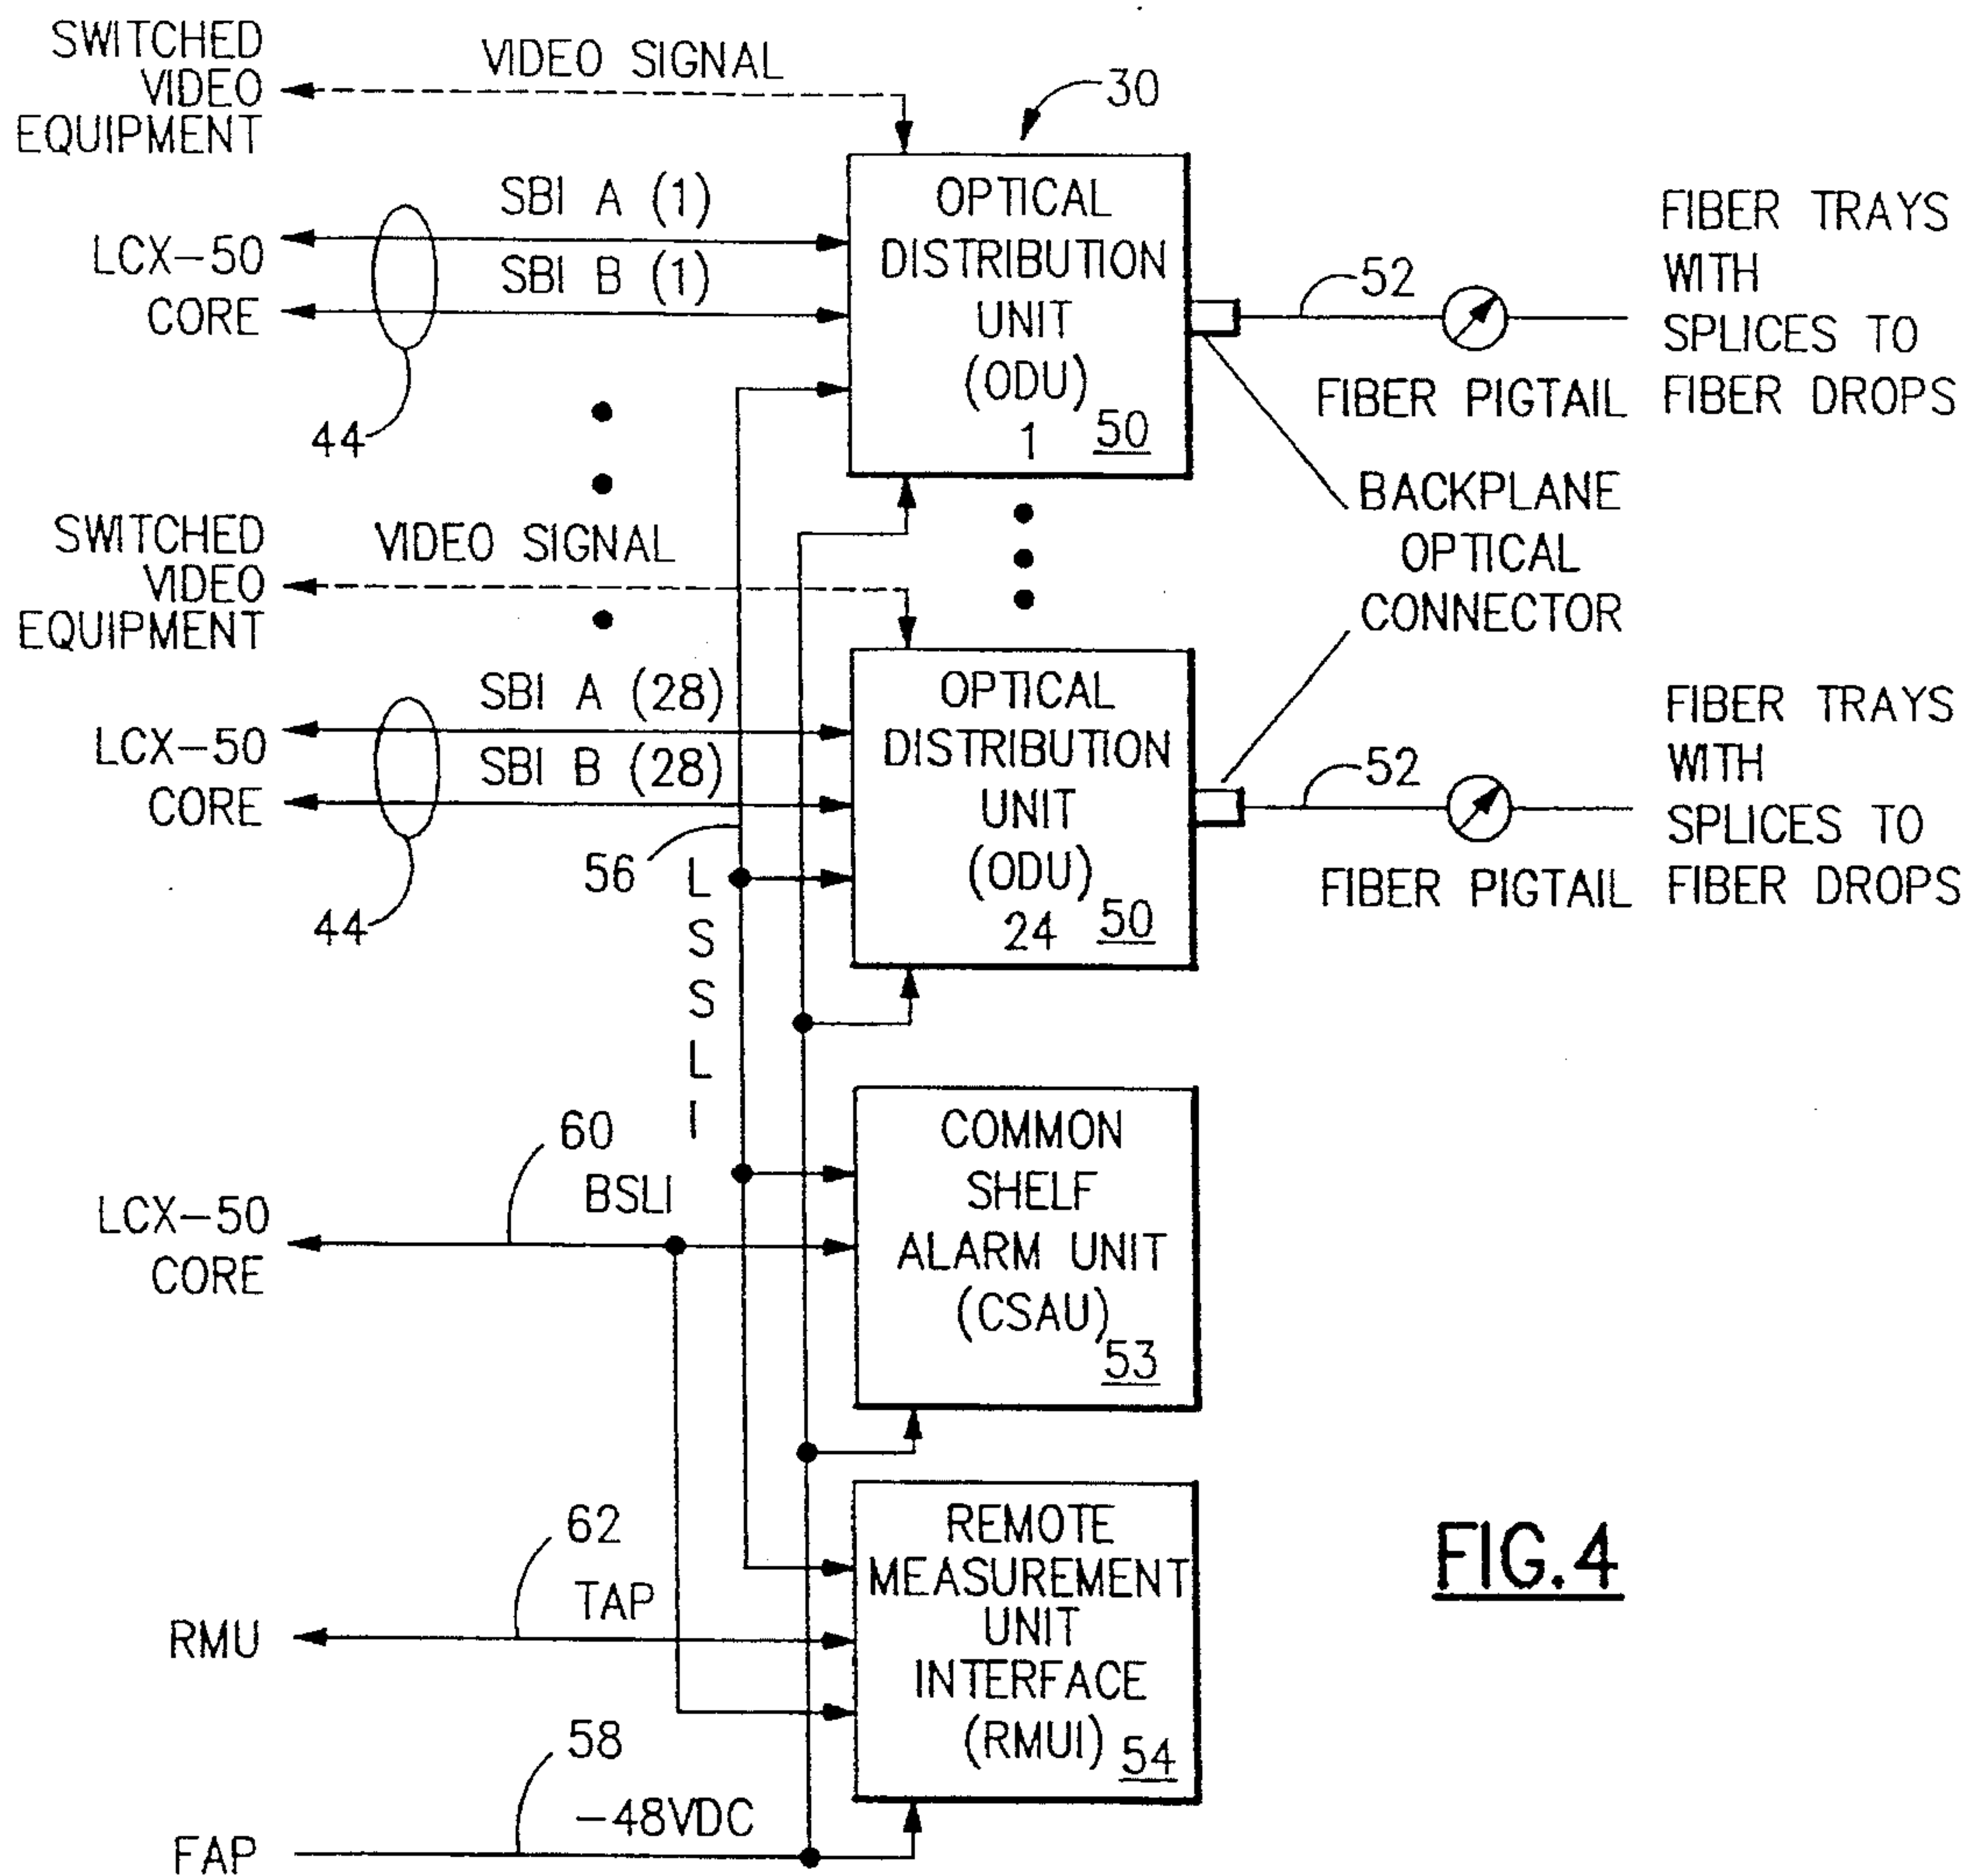 SWITCHED
VIDEO
EQUIPMENT
VIDEO SIGNAL
30
SBI A (1)
LCX-50
CORE
SBI B (1)
44
OPTICAL
DISTRIBUTION
UNIT
(ODU)
1
50
52
FIBER PIGTAIL
FIBER TRAYS
WITH
SPLICES TO
FIBER DROPS
BACKPLANE
OPTICAL
CONNECTOR
SWITCHED
VIDEO
EQUIPMENT
VIDEO SIGNAL
SBI A (28)
LCX-50
CORE
SBI B (28)
44
OPTICAL
DISTRIBUTION
UNIT
(ODU)
24
50
52
FIBER PIGTAIL
FIBER TRAYS
WITH
SPLICES TO
FIBER DROPS
56
L
S
S
L
I
60
BSLI
LCX-50
CORE
COMMON
SHELF
ALARM UNIT
(CSAU)
53
62
TAP
RMU
REMOTE
MEASUREMENT
UNIT
INTERFACE
(RMUI)
54
58
-48VDC
FAP
FIG.4